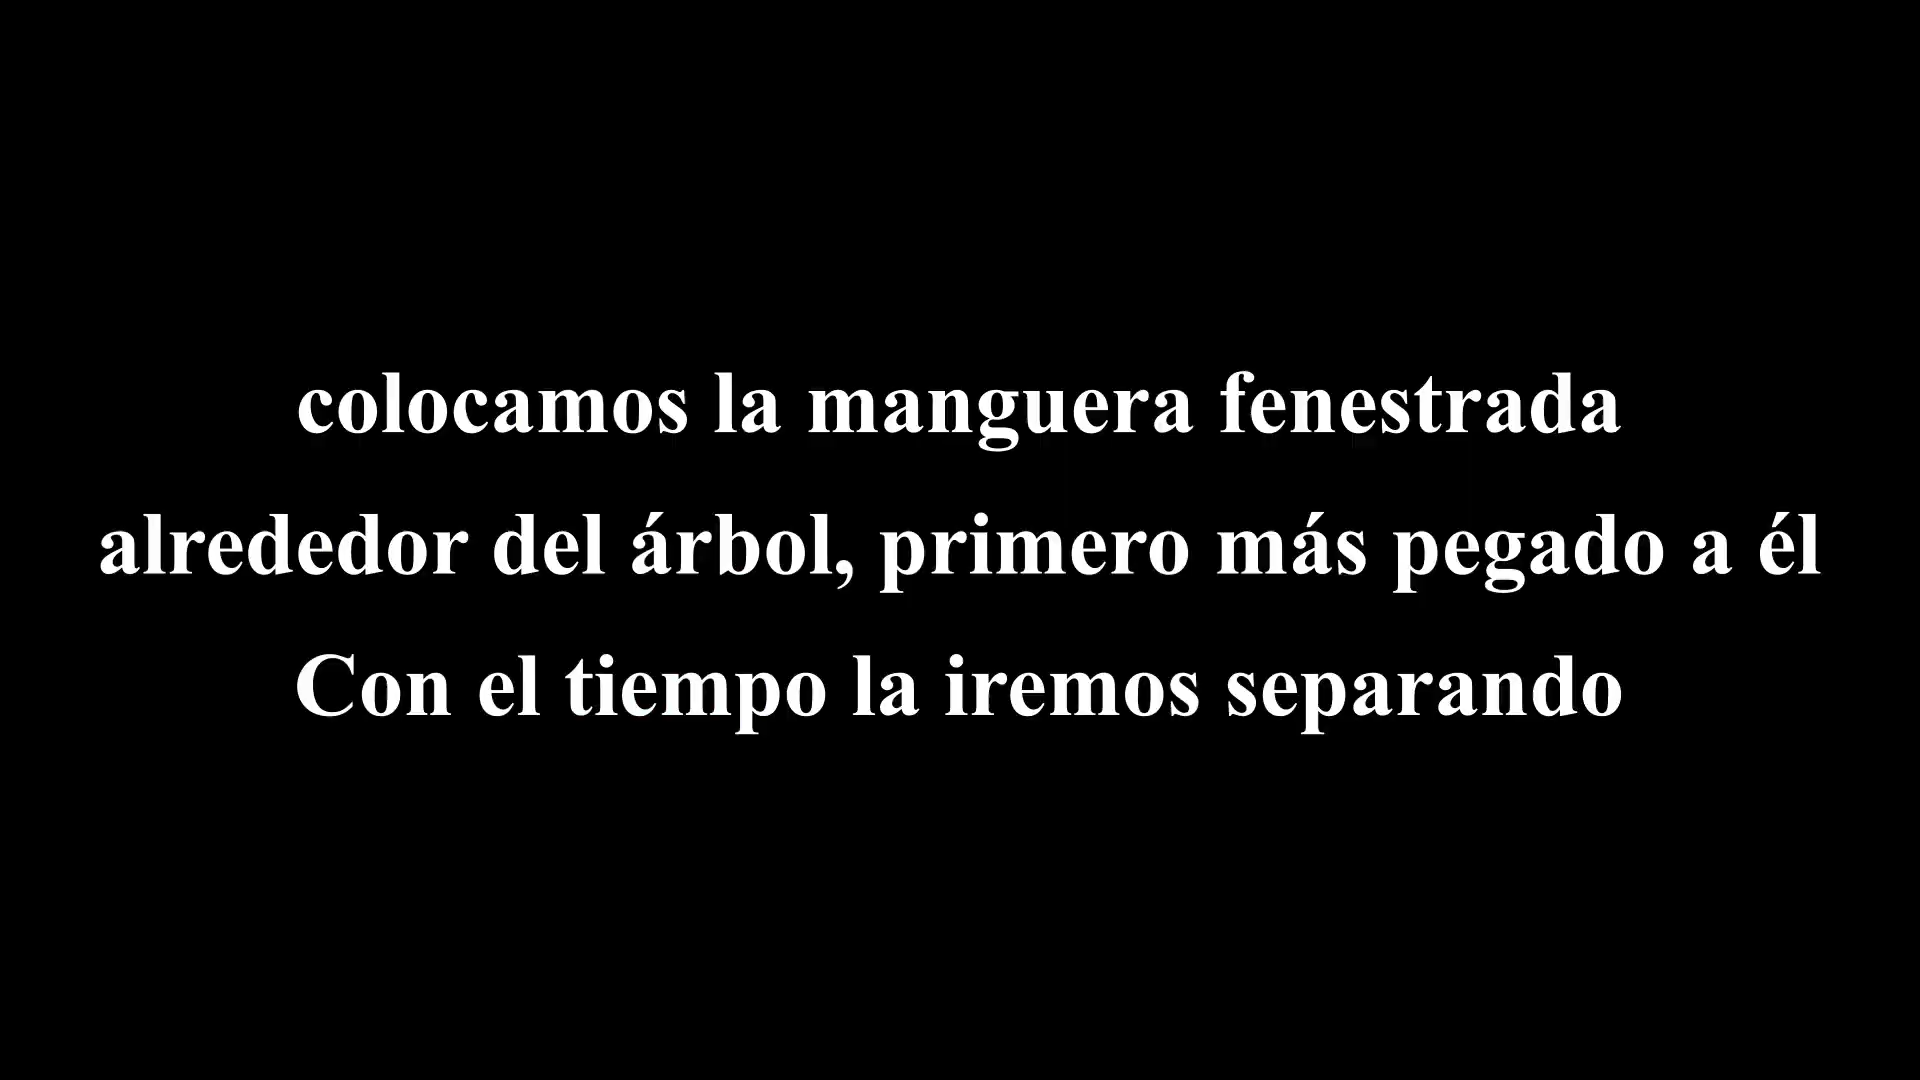 colocamos la manguera fenestrada
alrededor del árbol, primero más pegado a él
Con el tiempo la iremos separando